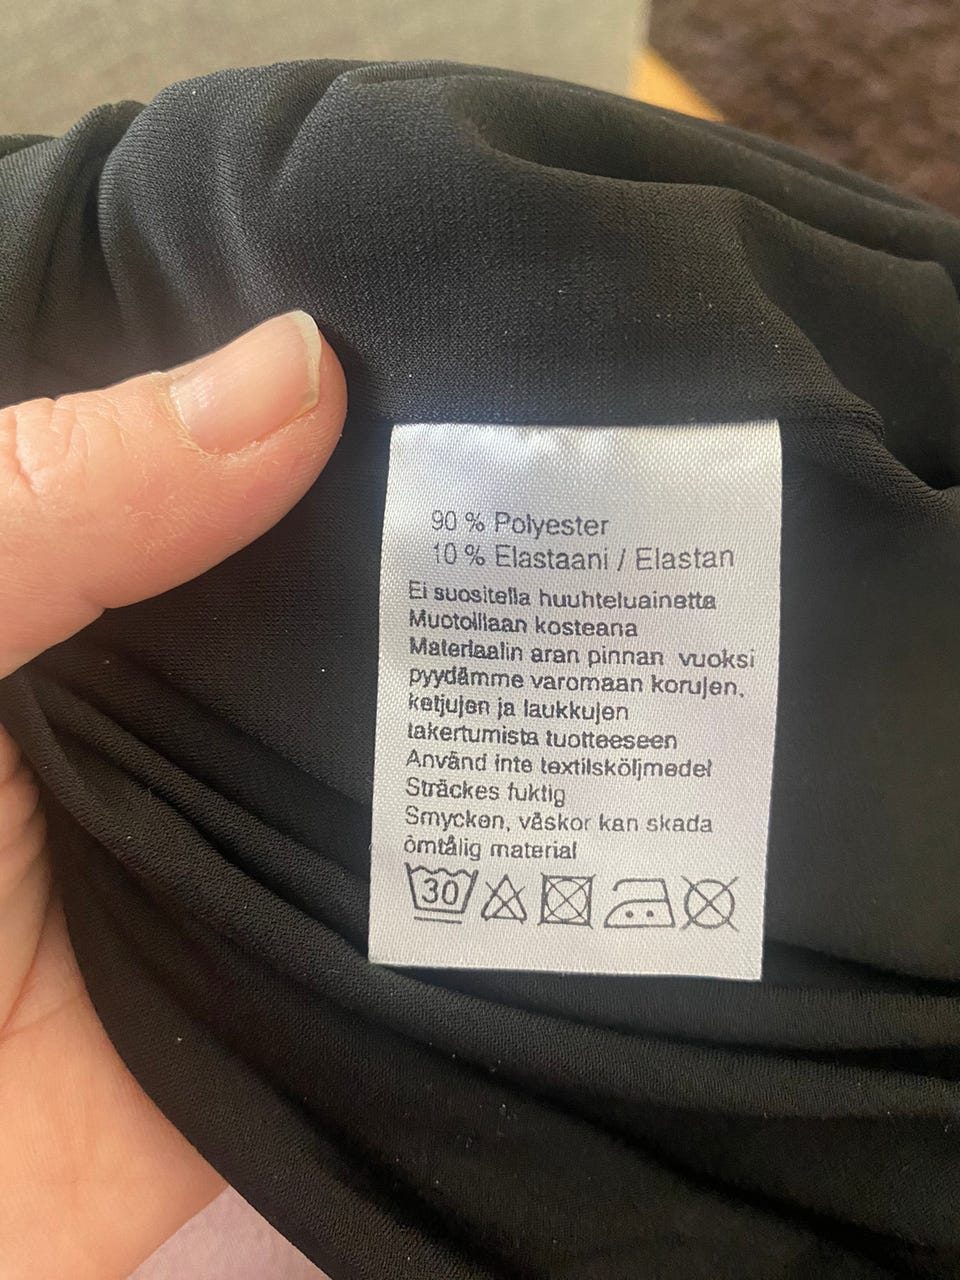 90 % Polyester
10 % Elastaani / Elastan
Ei suositella huuhteluainetta
Muotoillaan kosteana
Materiaalin aran pinnan vuoksi
pyydämme varomaan korujen,
ketjujen ja laukkujen
takertumista tuotteeseen
Använd inte textilsköljmedel
Sträckes fuktig
Smycken, väskor kan skada
ömtålig material
30